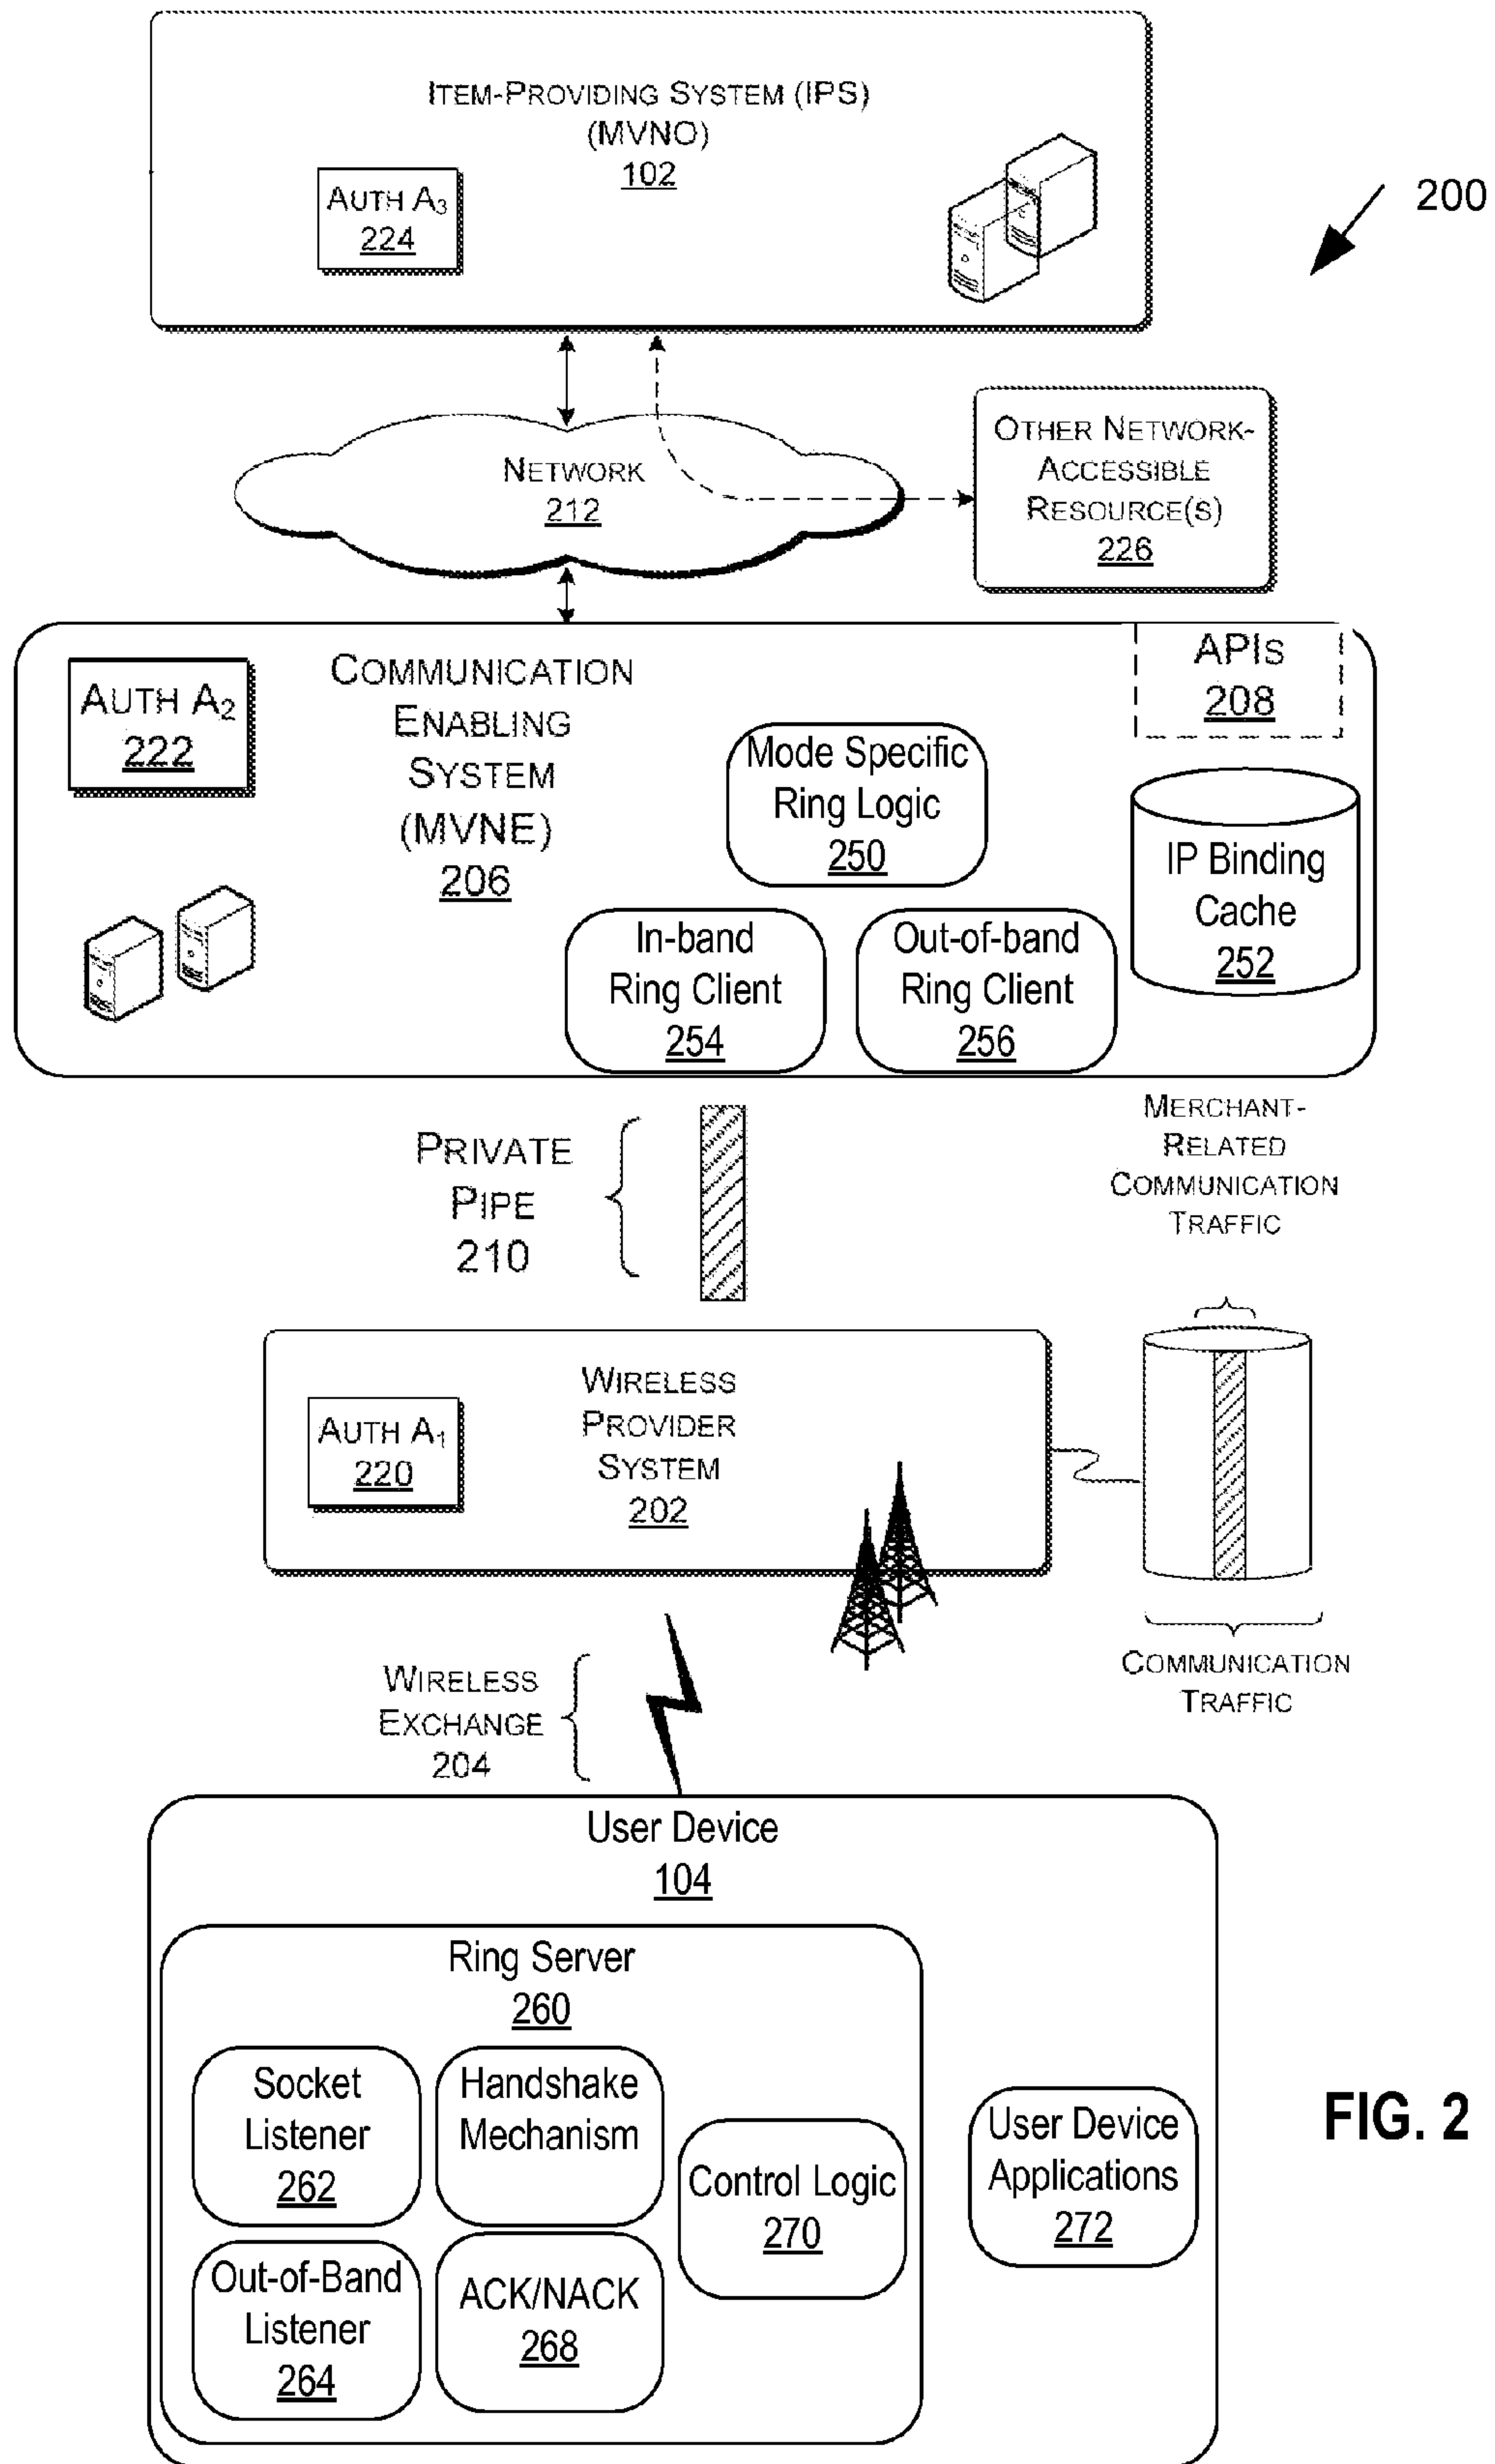 ITEM-PROVIDING SYSTEM (IPS)
(MVNO)
102
AUTH A3
224
200
NETWORK
212
OTHER NETWORK-
ACCESSIBLE
RESOURCE(S)
226
AUTH A2
222
COMMUNICATION
ENABLING
SYSTEM
(MVNE)
206
APIS
208
Mode Specific
Ring Logic
250
IP Binding
Cache
252
In-band
Ring Client
254
Out-of-band
Ring Client
256
PRIVATE
PIPE
210
MERCHANT-
RELATED
COMMUNICATION
TRAFFIC
WIRELESS
PROVIDER
SYSTEM
202
AUTH A1
220
COMMUNICATION
TRAFFIC
WIRELESS
EXCHANGE
204
User Device
104
Ring Server
260
Socket
Listener
262
Handshake
Mechanism
Control Logic
270
User Device
Applications
272
Out-of-Band
Listener
264
ACK/NACK
268
FIG. 2